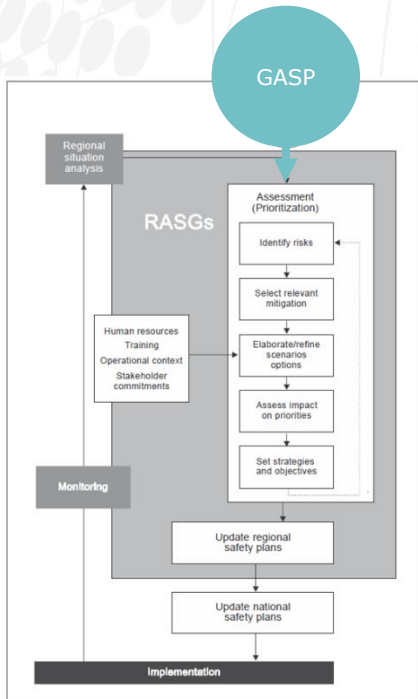 GASP
Regional
situation
analysis
RASGs
Assessment
(Prioritization)
Identify risks
Select relevant
mitigation
Human resources
Training
Operational context
Stakeholder
commitments
Elaborate/refine
scenarios
options
Assess impact
on priorities
Set strategies
and objectives
Monitoring
Update regional
safety plans
Update national
safety plans
Implementation